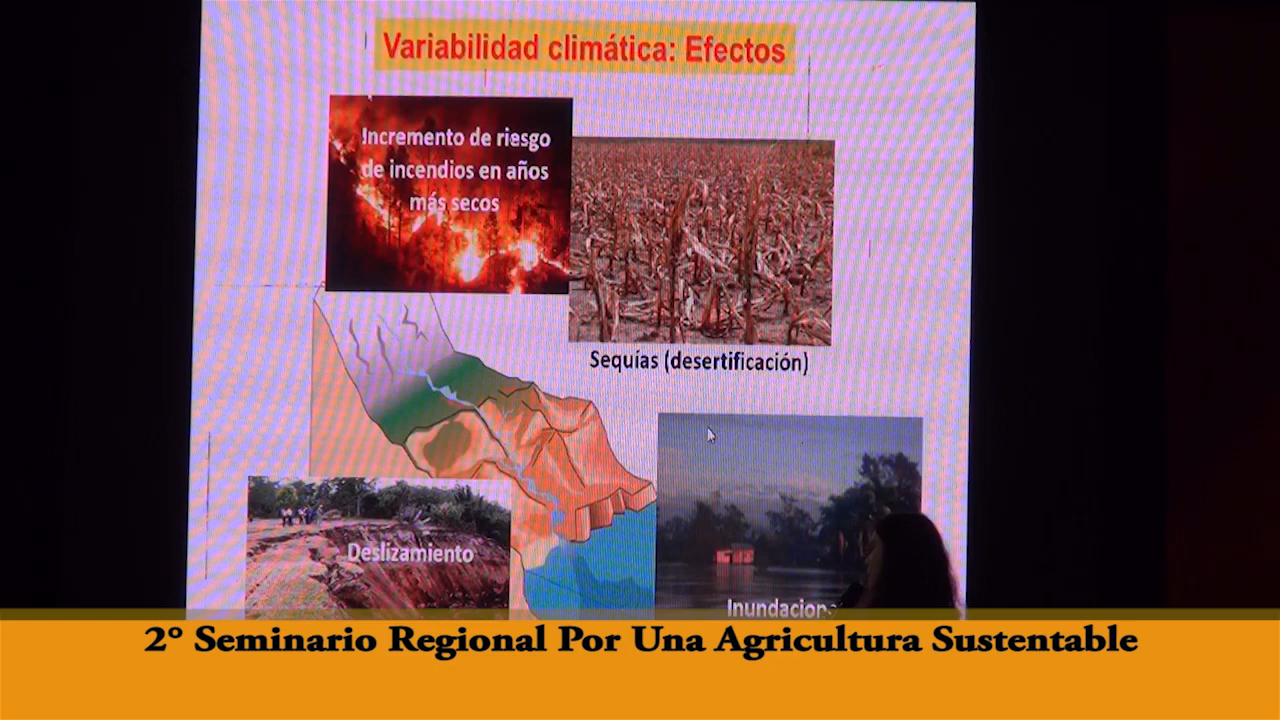 Variabilidad climática: Efectos
Incremento de riesgo
de incendios en años
más secos
Sequías (desertificación)
Deslizamiento
2° Seminario Regional Por Una Agricultura Sustentable